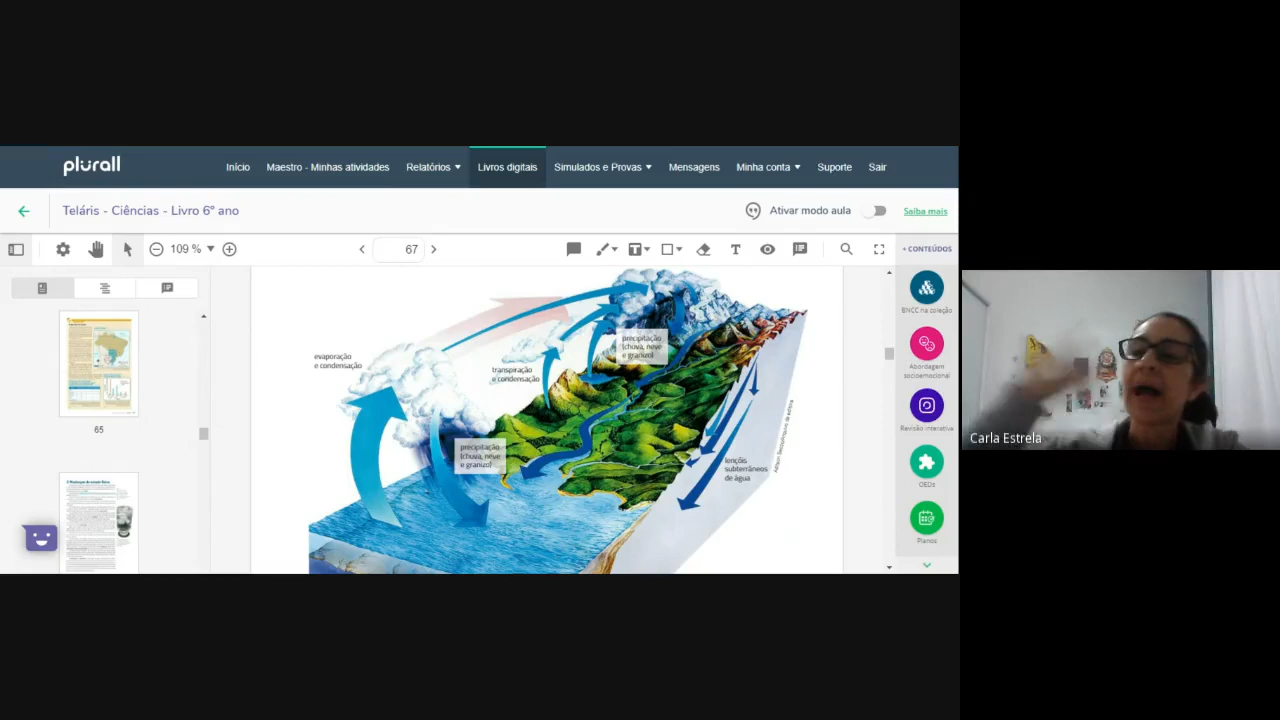 plurall
Início
Maestro - Minhas atividades
Relatórios
Livros digitais
Simulados e Provas
Mensagens
Minha conta
Suporte
Sair
Teláris - Ciências - Livro 6º ano
Ativar modo aula
Saiba mais
109 %
67
T
+ CONTEÚDOS
65
evaporação
e condensação
transpiração
e condensação
precipitação
(chuva, neve
e granizo)
precipitação
(chuva, neve
e granizo)
lençóis
subterrâneos
de água
BNCC na coleção
Abordagem
socioemocional
Revisão interativa
OEDs
Planos
Carla Estrela